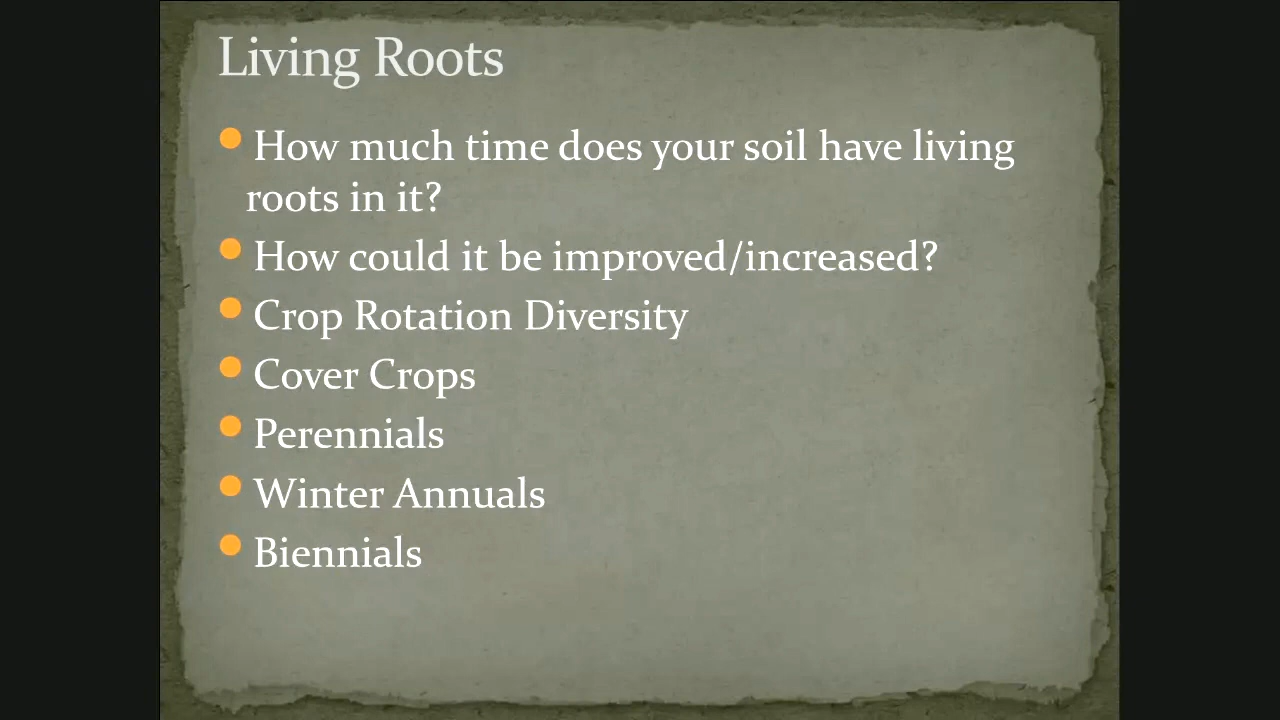 Living Roots
How much time does your soil have living
roots in it?
How could it be improved/increased?
Crop Rotation Diversity
Cover Crops
Perennials
Winter Annuals
Biennials